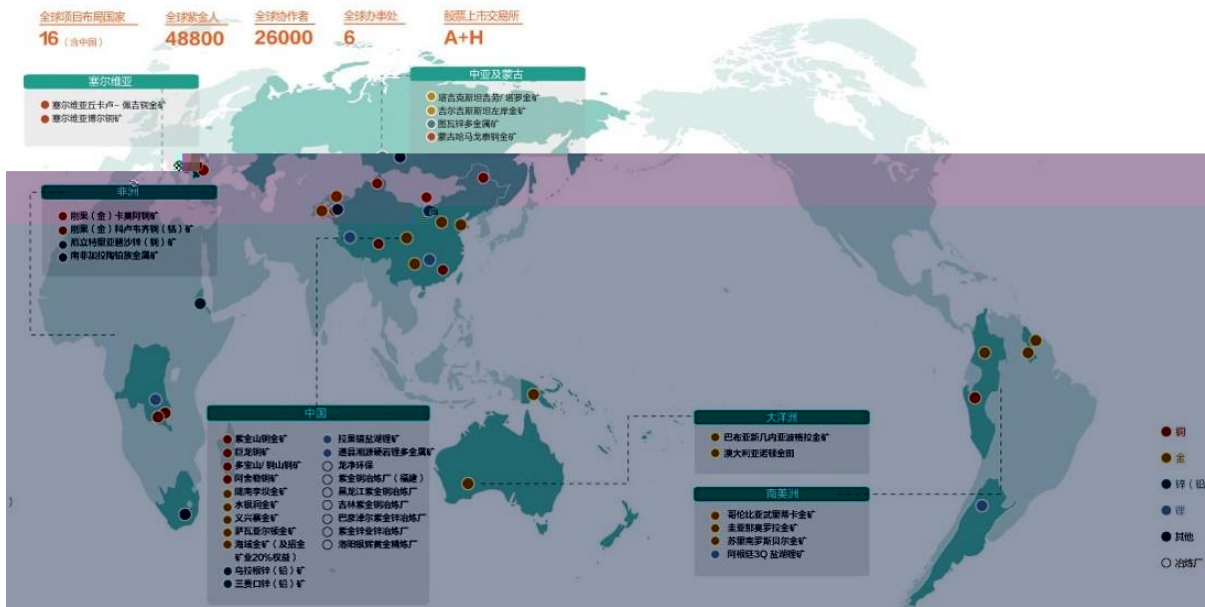 全球项目布局国家
16（含中国）
全球紫金人
48800
全球协作者
26000
全球办事处
6
股票上市交易所
A+H
塞尔维亚
塞尔维亚丘卡卢-佩吉铜金矿
塞尔维亚博尔铜矿
中亚及蒙古
塔吉克斯坦吉劳/塔罗金矿
吉尔吉斯斯坦左岸金矿
图瓦锌多金属矿
蒙古哈马戈泰铜金矿
非洲
刚果（金）卡莫阿铜矿
刚果（金）科卢韦齐铜（钴）矿
厄立特里亚碧沙锌（铜）矿
南非加拉陶铂族金属矿
中国
紫金山铜金矿
巨龙铜矿
多宝山/铜山铜矿
阿舍勒铜矿
陇南李坝金矿
水银洞金矿
义兴寨金矿
萨瓦亚尔顿金矿
海域金矿（及招金
矿业20%权益）
乌拉根锌（铅）矿
三贵口锌（铅）矿
拉果错盐湖锂矿
道县湘源硬岩锂多金属矿
龙净环保
紫金铜冶炼厂（福建）
黑龙江紫金铜冶炼厂
吉林紫金铜冶炼厂
巴彦淖尔紫金锌冶炼厂
紫金锌业锌冶炼厂
洛阳银辉黄金精炼厂
大洋洲
巴布亚新几内亚波格拉金矿
澳大利亚诺顿金田
南美洲
哥伦比亚武里蒂卡金矿
圭亚那奥罗拉金矿
苏里南罗斯贝尔金矿
阿根廷3Q盐湖锂矿
铜
金
锌（铅
锂
其他
冶炼厂